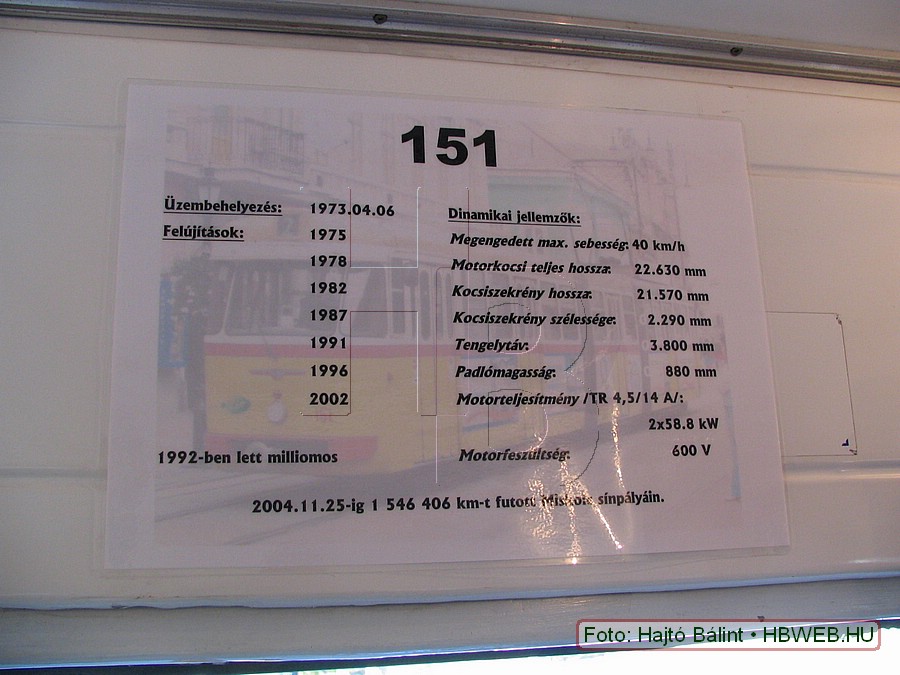 151
Üzembehelyezés: 1973.04.06
Felújítások: 1975
1978
1982
1987
1991
1996
2002
1992-ben lett milliomos
Dinamikai jellemzők:
Megengedett max. sebesség: 40 km/h
Motorkocsi teljes hossza: 22.630 mm
Kocsiszekrény hossza: 21.570 mm
Kocsiszekrény szélessége: 2.290 mm
Tengelytáv: 3.800 mm
Padlómagasság: 880 mm
Motorteljesítmény /TR 4,5/14 A/:
2x58.8 kW
Motorfeszültség: 600 V
2004.11.25-ig 1 546 406 km-t futott Miskolc sínpályáin.
Foto: Hajtó Bálint • HBWEB.HU